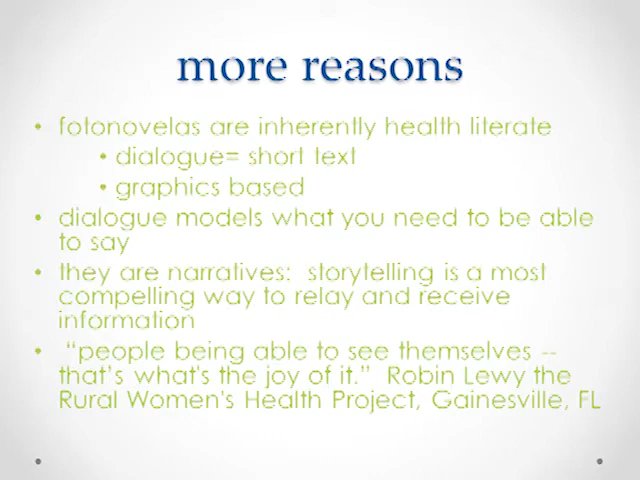 more reasons
• fotonovelas are inherently health literate
• dialogue= short text
• graphics based
• dialogue models what you need to be able
to say
• they are narratives: storytelling is a most
compelling way to relay and receive
information
• “people being able to see themselves --
that’s what's the joy of it.” Robin Lewy the
Rural Women's Health Project, Gainesville, FL